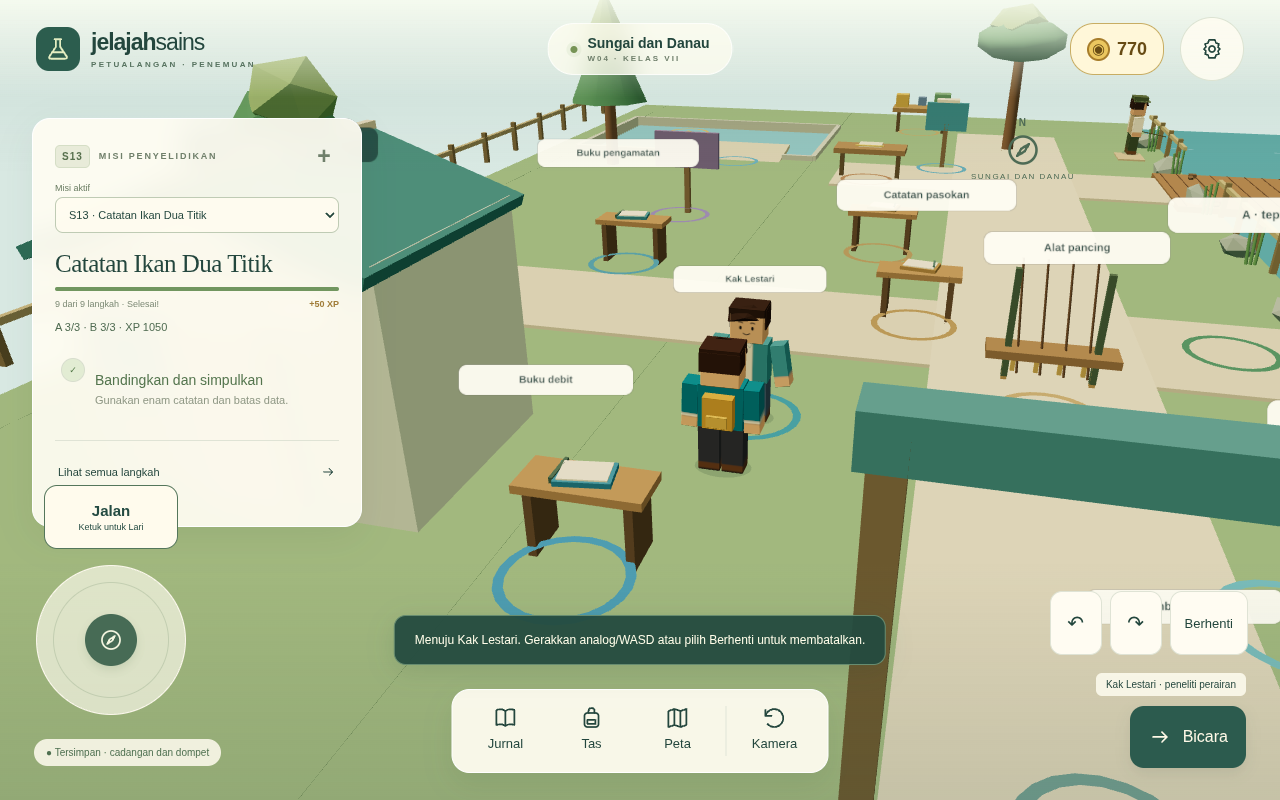 jelajahsains
PETUALANGAN · PENEMUAN
Sungai dan Danau
W04 · KELAS VII
770
S13 MISI PENYELIDIKAN
Misi aktif
S13 · Catatan Ikan Dua Titik
Catatan Ikan Dua Titik
9 dari 9 langkah · Selesai! +50 XP
A 3/3 · B 3/3 · XP 1050
Bandingkan dan simpulkan
Gunakan enam catatan dan batas data.
Lihat semua langkah
Jalan
Ketuk untuk Lari
Buku pengamatan
N
SUNGAI DAN DANAU
Catatan pasokan
A · tep
Alat pancing
Kak Lestari
Buku debit
Menuju Kak Lestari. Gerakkan analog/WASD atau pilih Berhenti untuk membatalkan.
Berhenti
Kak Lestari · peneliti perairan
Bicara
Jurnal
Tas
Peta
Kamera
Tersimpan · cadangan dan dompet